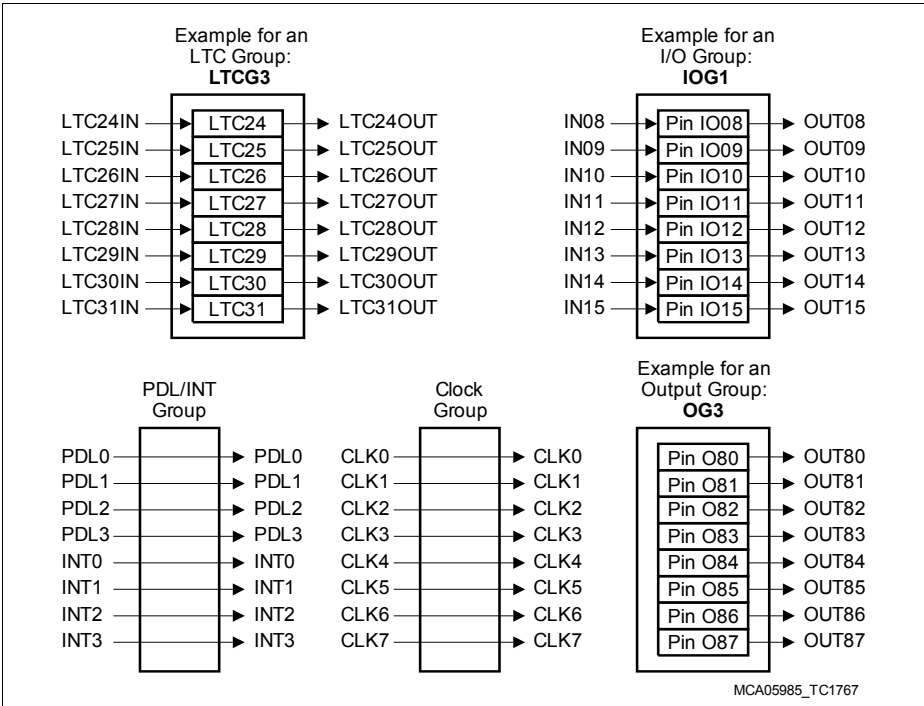 Example for an
LTC Group:
LTCG3
LTC24IN LTC24 LTC24OUT
LTC25IN LTC25 LTC25OUT
LTC26IN LTC26 LTC26OUT
LTC27IN LTC27 LTC27OUT
LTC28IN LTC28 LTC28OUT
LTC29IN LTC29 LTC29OUT
LTC30IN LTC30 LTC30OUT
LTC31IN LTC31 LTC31OUT
Example for an
I/O Group:
IOG1
IN08 Pin IO08 OUT08
IN09 Pin IO09 OUT09
IN10 Pin IO10 OUT10
IN11 Pin IO11 OUT11
IN12 Pin IO12 OUT12
IN13 Pin IO13 OUT13
IN14 Pin IO14 OUT14
IN15 Pin IO15 OUT15
PDL/INT
Group
PDL0 PDL0
PDL1 PDL1
PDL2 PDL2
PDL3 PDL3
INT0 INT0
INT1 INT1
INT2 INT2
INT3 INT3
Clock
Group
CLK0 CLK0
CLK1 CLK1
CLK2 CLK2
CLK3 CLK3
CLK4 CLK4
CLK5 CLK5
CLK6 CLK6
CLK7 CLK7
Example for an
Output Group:
OG3
Pin O80 OUT80
Pin O81 OUT81
Pin O82 OUT82
Pin O83 OUT83
Pin O84 OUT84
Pin O85 OUT85
Pin O86 OUT86
Pin O87 OUT87
MCA05985_TC1767